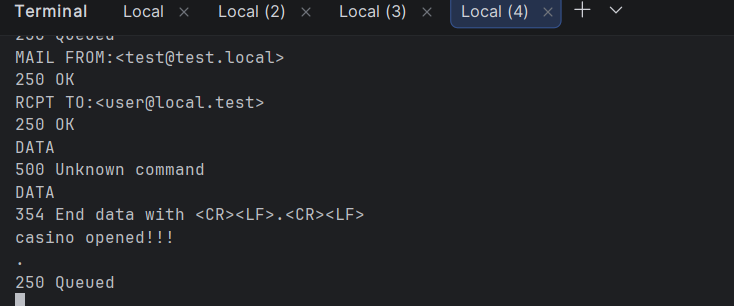 Terminal Local × Local (2) × Local (3) × Local (4) ×
250 Queued
MAIL FROM:<test@test.local>
250 OK
RCPT TO:<user@local.test>
250 OK
DATA
500 Unknown command
DATA
354 End data with <CR><LF>.<CR><LF>
casino opened!!!
.
250 Queued